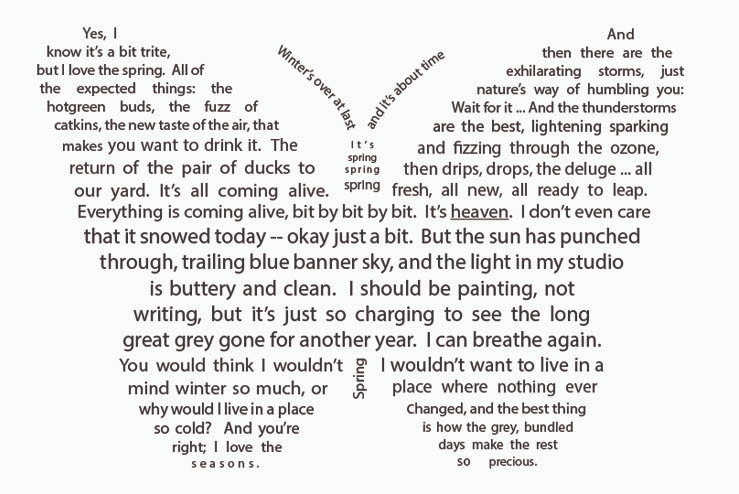 Yes, I
know it's a bit trite,
but I love the spring. All of
the expected things: the
hotgreen buds, the fuzz of
catkins, the new taste of the air, that
makes you want to drink it. The
return of the pair of ducks to
our yard. It's all coming alive.
Winter's over at last
and it's about time
It's
spring
spring
spring
And
then there are the
exhilarating storms, just
nature's way of humbling you:
Wait for it ... And the thunderstorms
are the best, lightening sparking
and fizzing through the ozone,
then drips, drops, the deluge ... all
fresh, all new, all ready to leap.
Everything is coming alive, bit by bit by bit. It's heaven. I don't even care
that it snowed today -- okay just a bit. But the sun has punched
through, trailing blue banner sky, and the light in my studio
is buttery and clean. I should be painting, not
writing, but it's just so charging to see the long
great grey gone for another year. I can breathe again.
You would think I wouldn't
mind winter so much, or
why would I live in a place
so cold? And you're
right; I love the
seasons.
Spring
I wouldn't want to live in a
place where nothing ever
Changed, and the best thing
is how the grey, bundled
days make the rest
so precious.